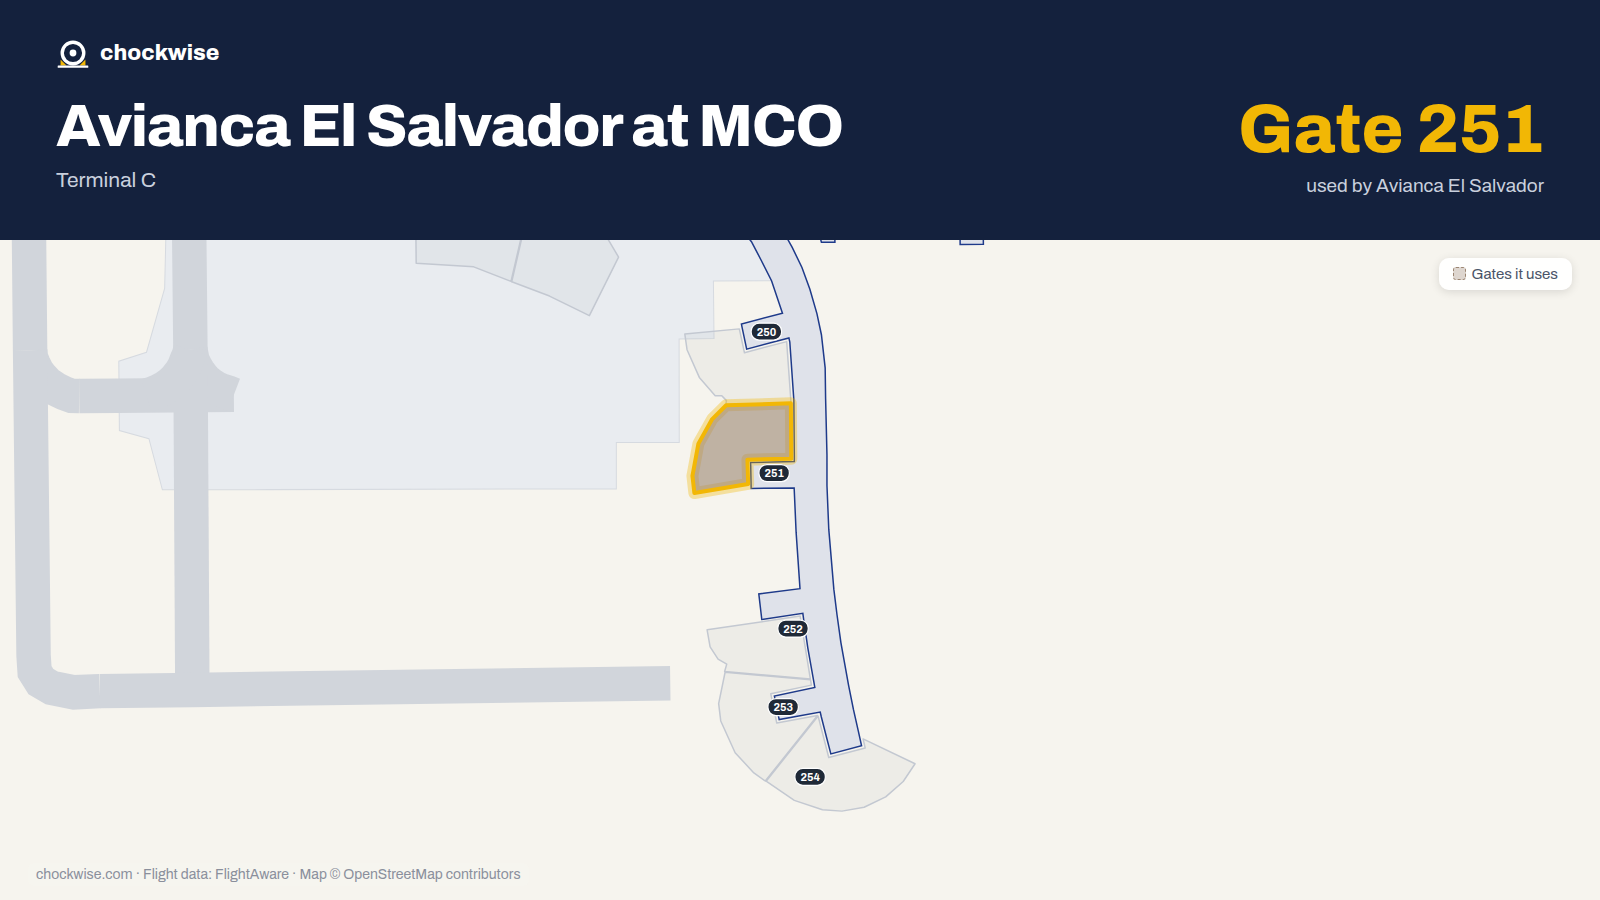 chockwise
Avianca El Salvador at MCO
Terminal C
Gate 251
used by Avianca El Salvador
Gates it uses
250
251
252
253
254
chockwise.com · Flight data: FlightAware · Map © OpenStreetMap contributors